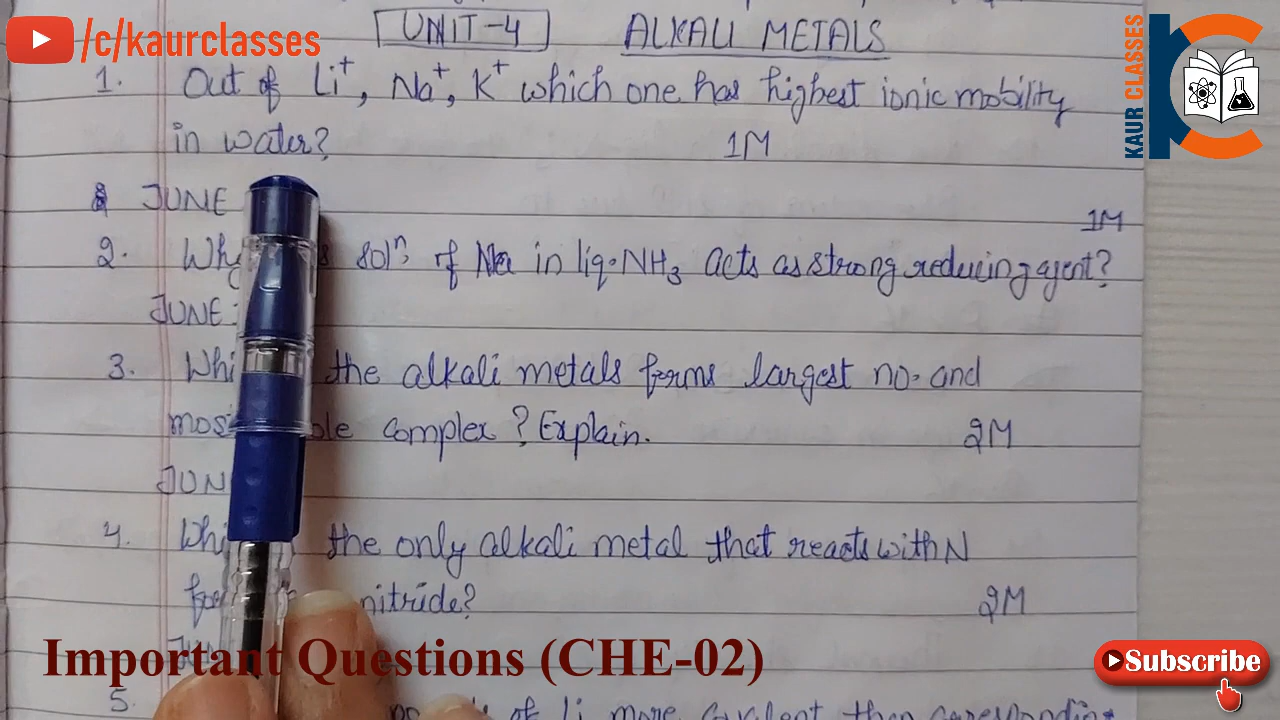 /c/kaurclasses
KAUR CLASSES
UNIT-4 ALKALI METALS
1. Out of Li⁺, Na⁺, K⁺ which one has highest ionic mobility
in water? 1M
JUNE
1M
2. Why soln. of Na in liq. NH₃ acts as strong reducing agent?
JUNE
3. the alkali metals forms largest no. and
complex? Explain. 2M
4. the only alkali metal that reacts with N
nitride? 2M
Important Questions (CHE-02)
Subscribe
5. of Li more covalent than